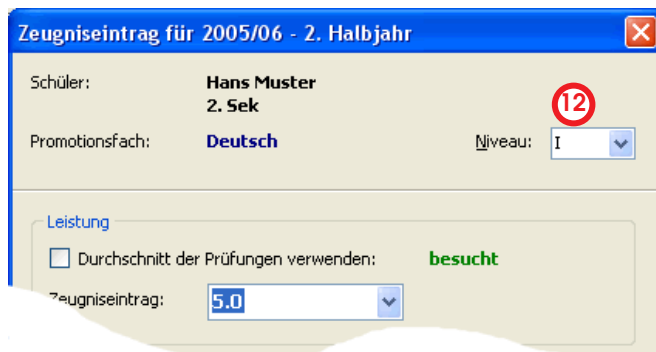 Zeugniseintrag für 2005/06 - 2. Halbjahr
Schüler: Hans Muster
2. Sek
12
Promotionsfach: Deutsch Niveau: I
Leistung
Durchschnitt der Prüfungen verwenden: besucht
Zeugniseintrag: 5.0